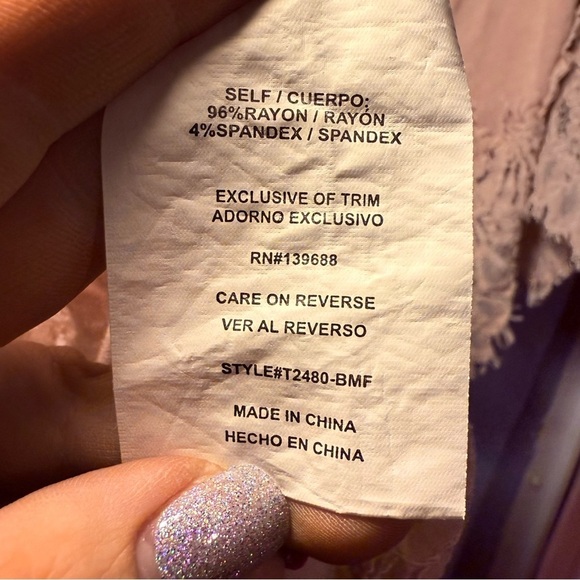 SELF / CUERPO:
96%RAYON / RAYÓN
4%SPANDEX / SPANDEX
EXCLUSIVE OF TRIM
ADORNO EXCLUSIVO
RN#139688
CARE ON REVERSE
VER AL REVERSO
STYLE#T2480-BMF
MADE IN CHINA
HECHO EN CHINA